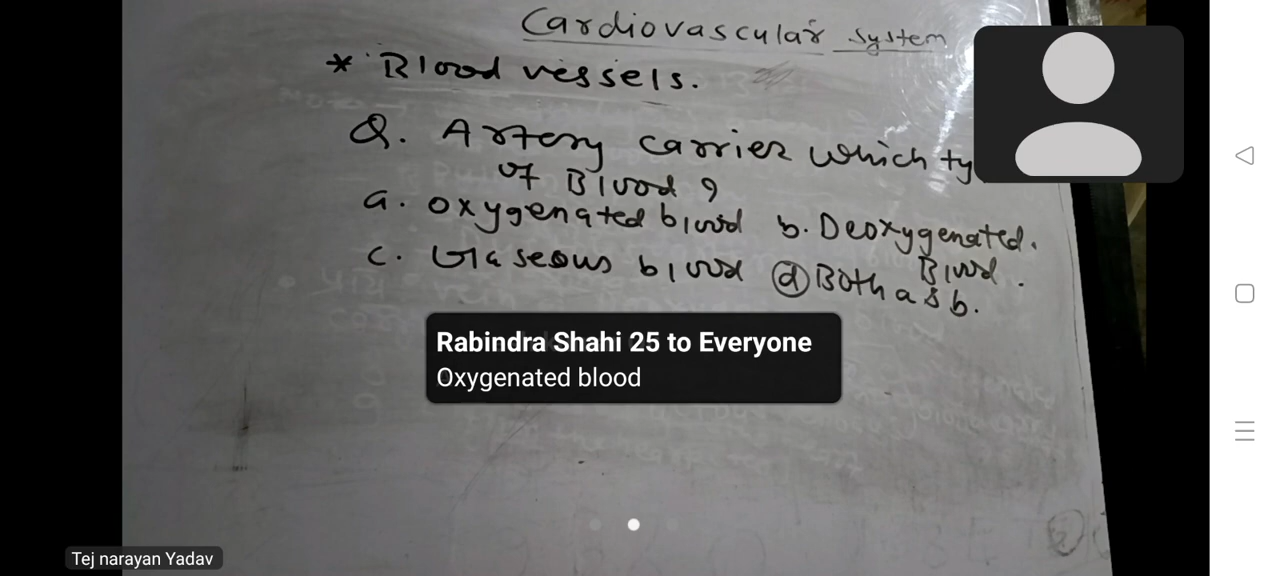 Cardiovascular System
* Blood vessels.
Q. Artery carries which ty
of Blood ?
a. oxygenated blood b. Deoxygenated.
Blood.
c. Gaseous blood d Both a & b.
Rabindra Shahi 25 to Everyone
Oxygenated blood
Tej narayan Yadav